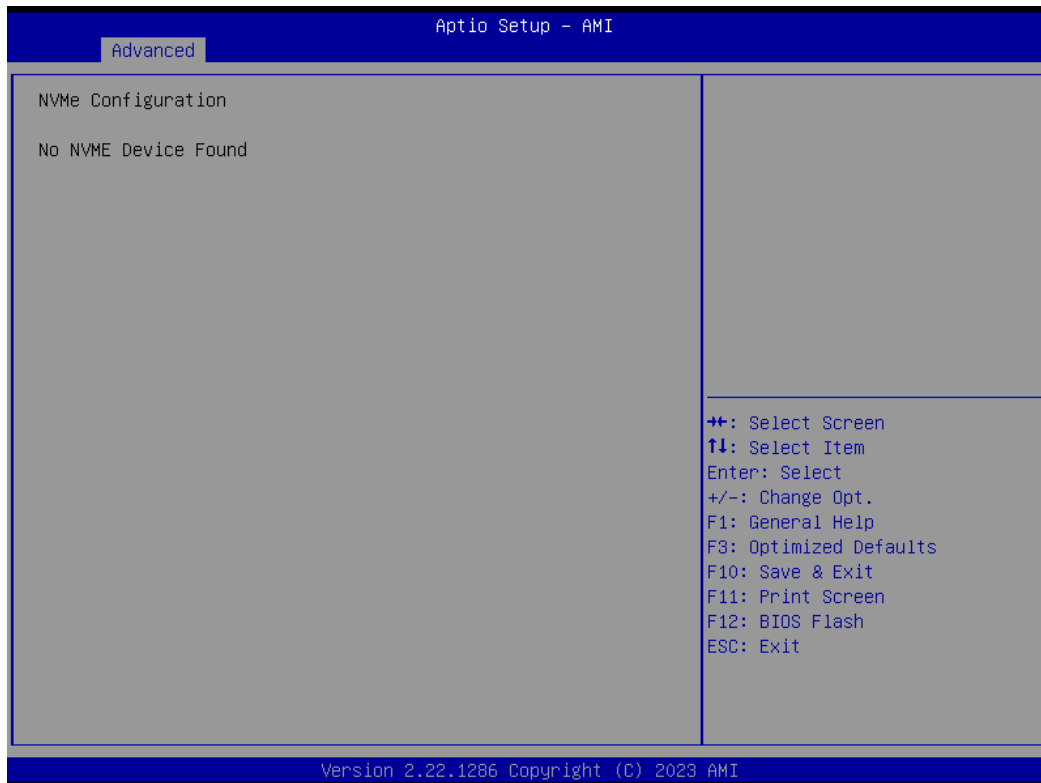 Aptio Setup – AMI
Advanced
NVMe Configuration
No NVME Device Found
→←: Select Screen
↑↓: Select Item
Enter: Select
+/-: Change Opt.
F1: General Help
F3: Optimized Defaults
F10: Save & Exit
F11: Print Screen
F12: BIOS Flash
ESC: Exit
Version 2.22.1286 Copyright (C) 2023 AMI